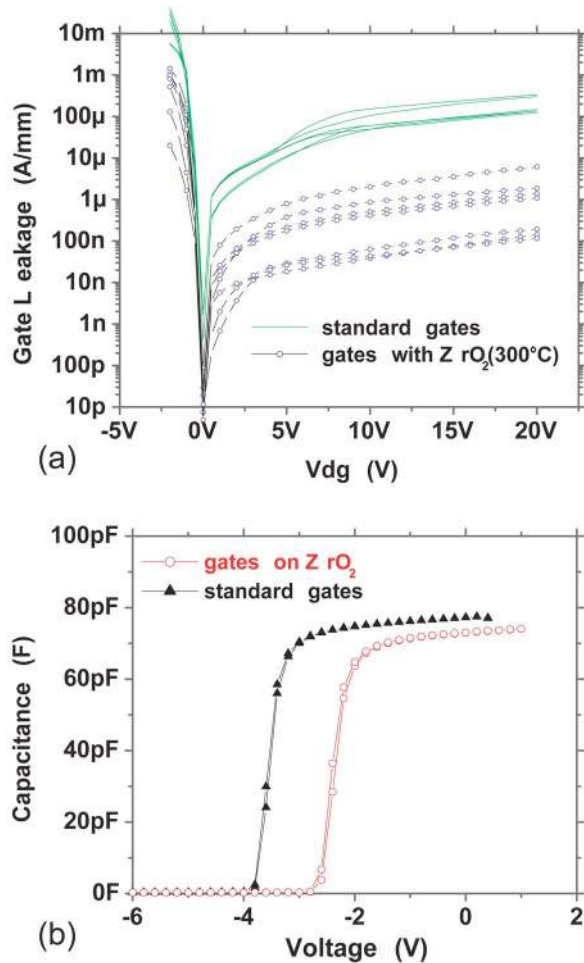 10m
1m
100µ
10µ
1µ
100n
10n
1n
100p
10p
Gate L eakage (A/mm)
standard gates
gates with Z rO2(300°C)
-5V 0V 5V 10V 15V 20V
(a)
Vdg (V)
100pF
80pF
60pF
40pF
20pF
0F
Capacitance (F)
gates on Z rO2
standard gates
-6 -4 -2 0 2
(b)
Voltage (V)